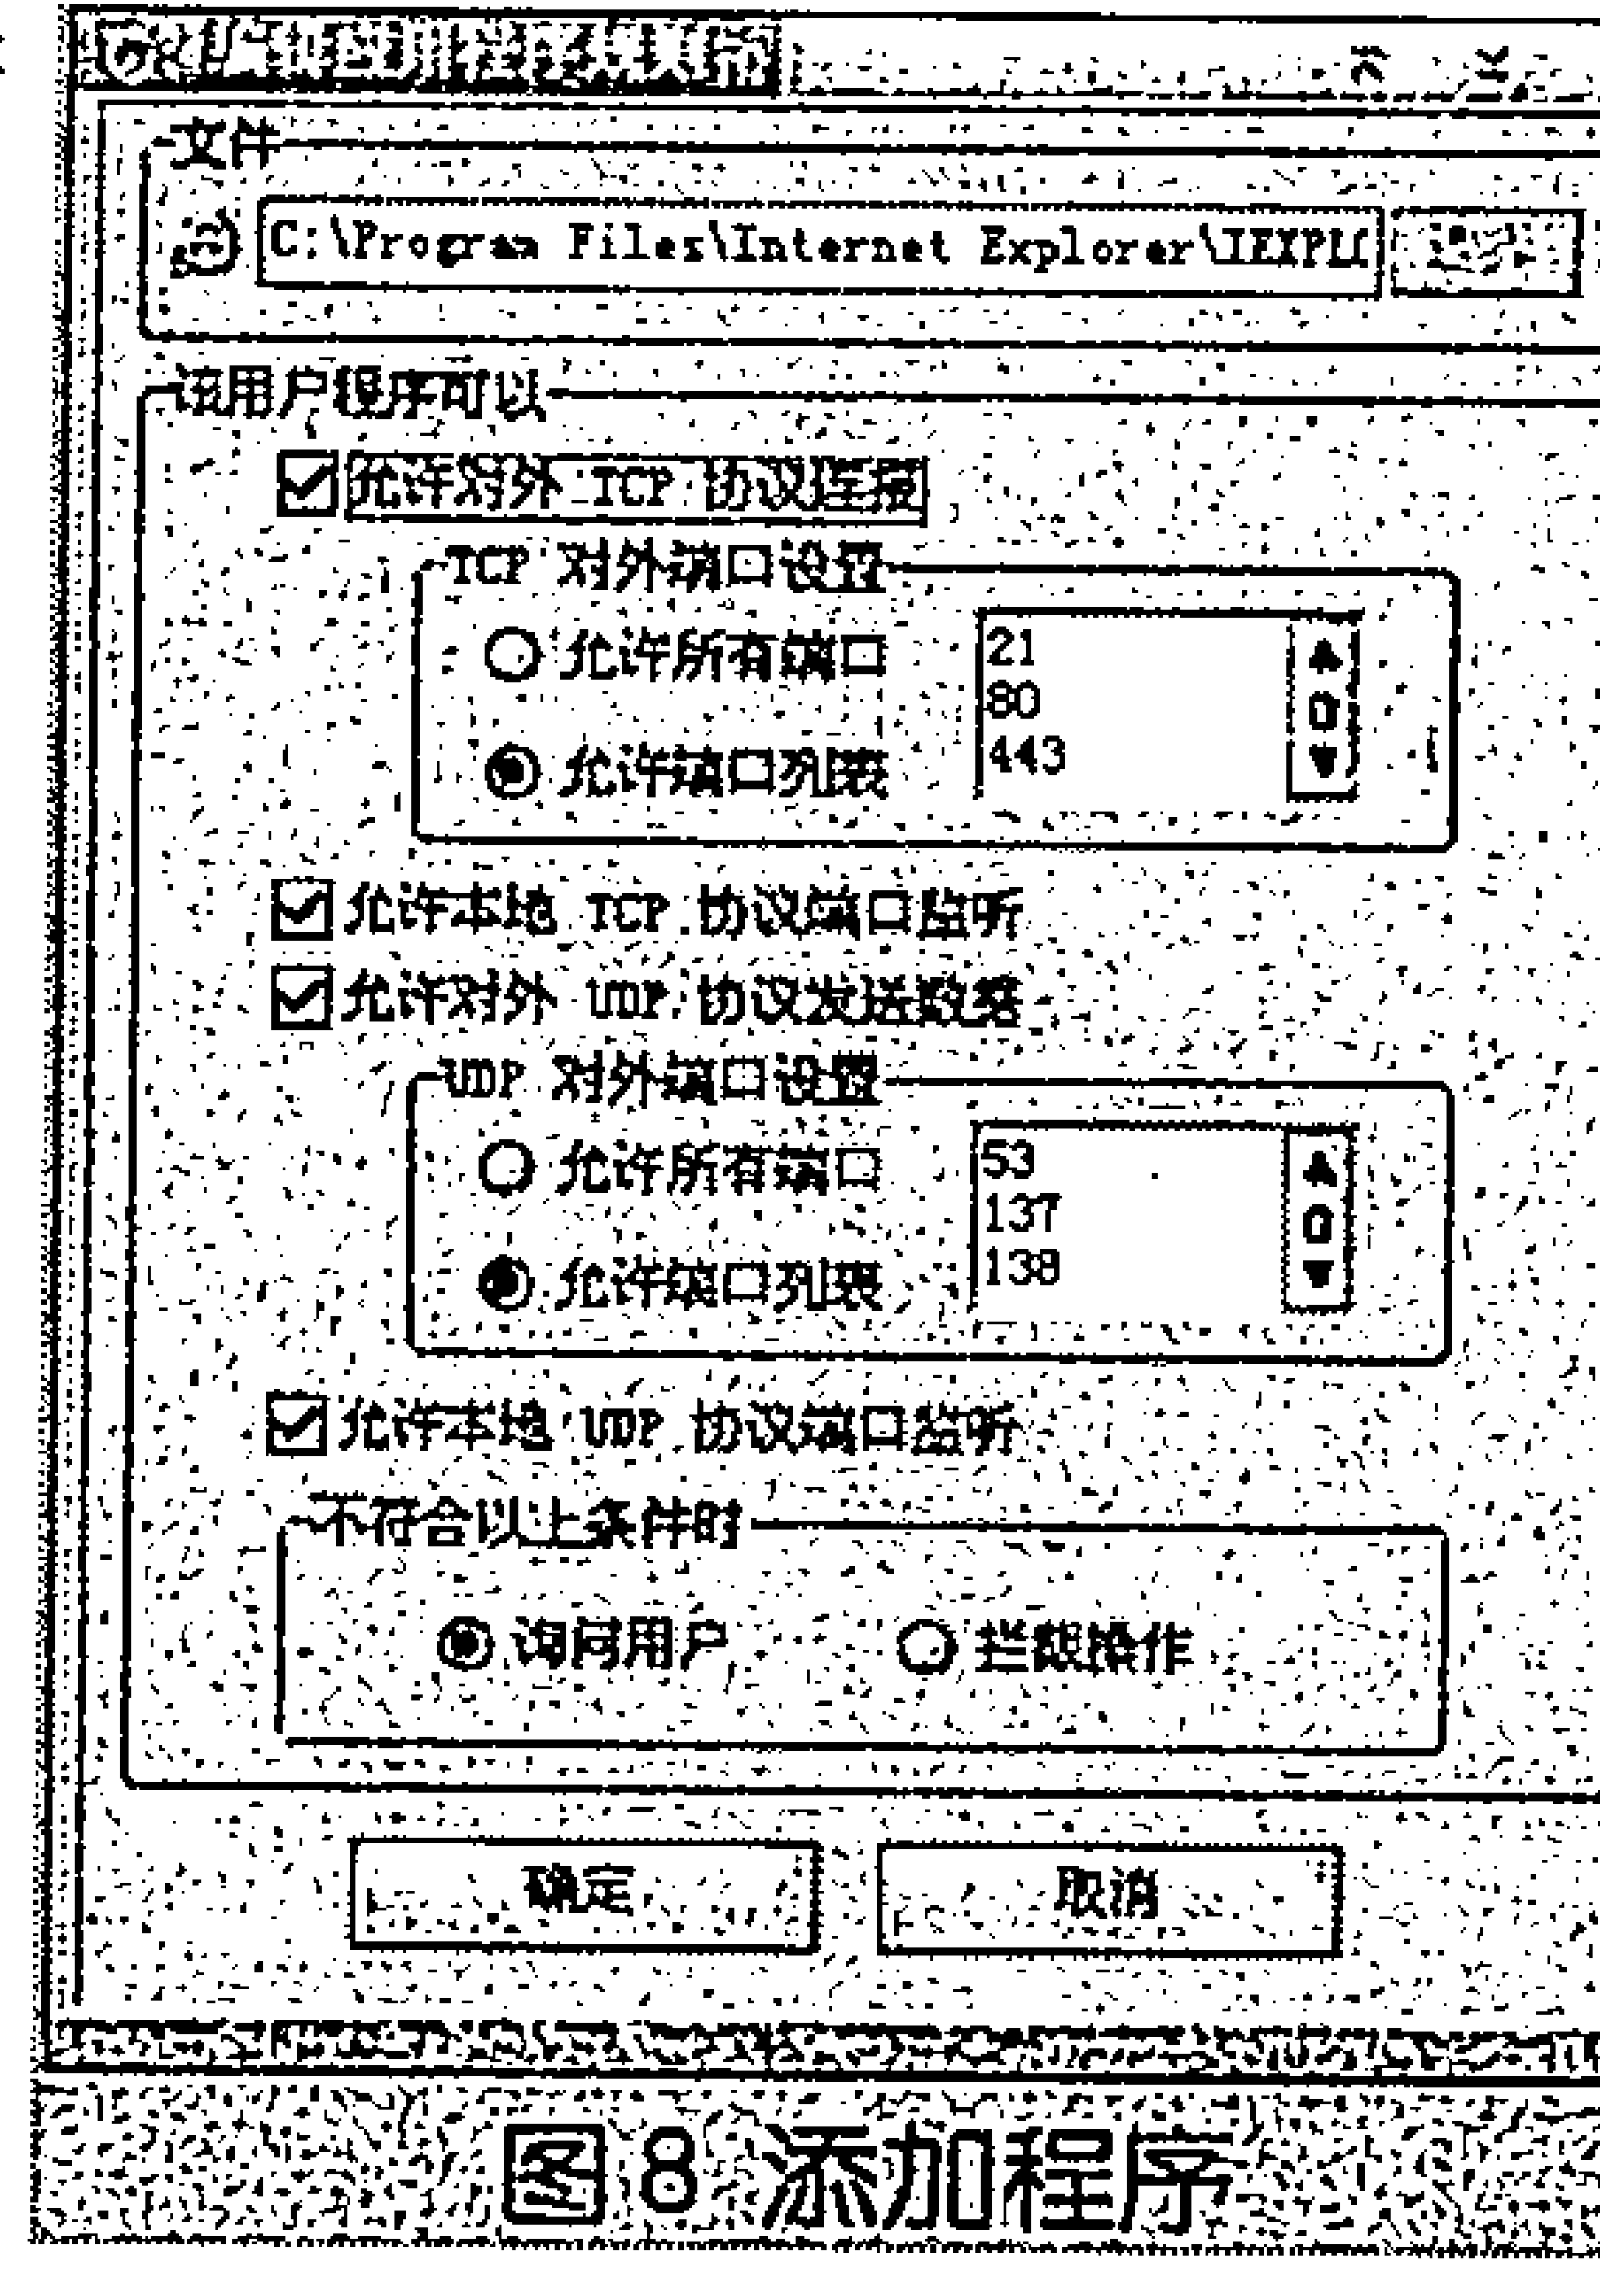 文件
C:\Program Files\Internet Explorer\IEXPL
该用户程序可以
允许对外 TCP 协议连接
TCP 对外端口设置
允许所有端口
21
80
443
允许端口列表
允许本地 TCP 协议端口监听
允许对外 UDP 协议发送数据
UDP 对外端口设置
允许所有端口
53
137
138
允许端口列表
允许本地 UDP 协议端口监听
不符合以上条件时
询问用户 拦截操作
确定 取消
图8 添加程序